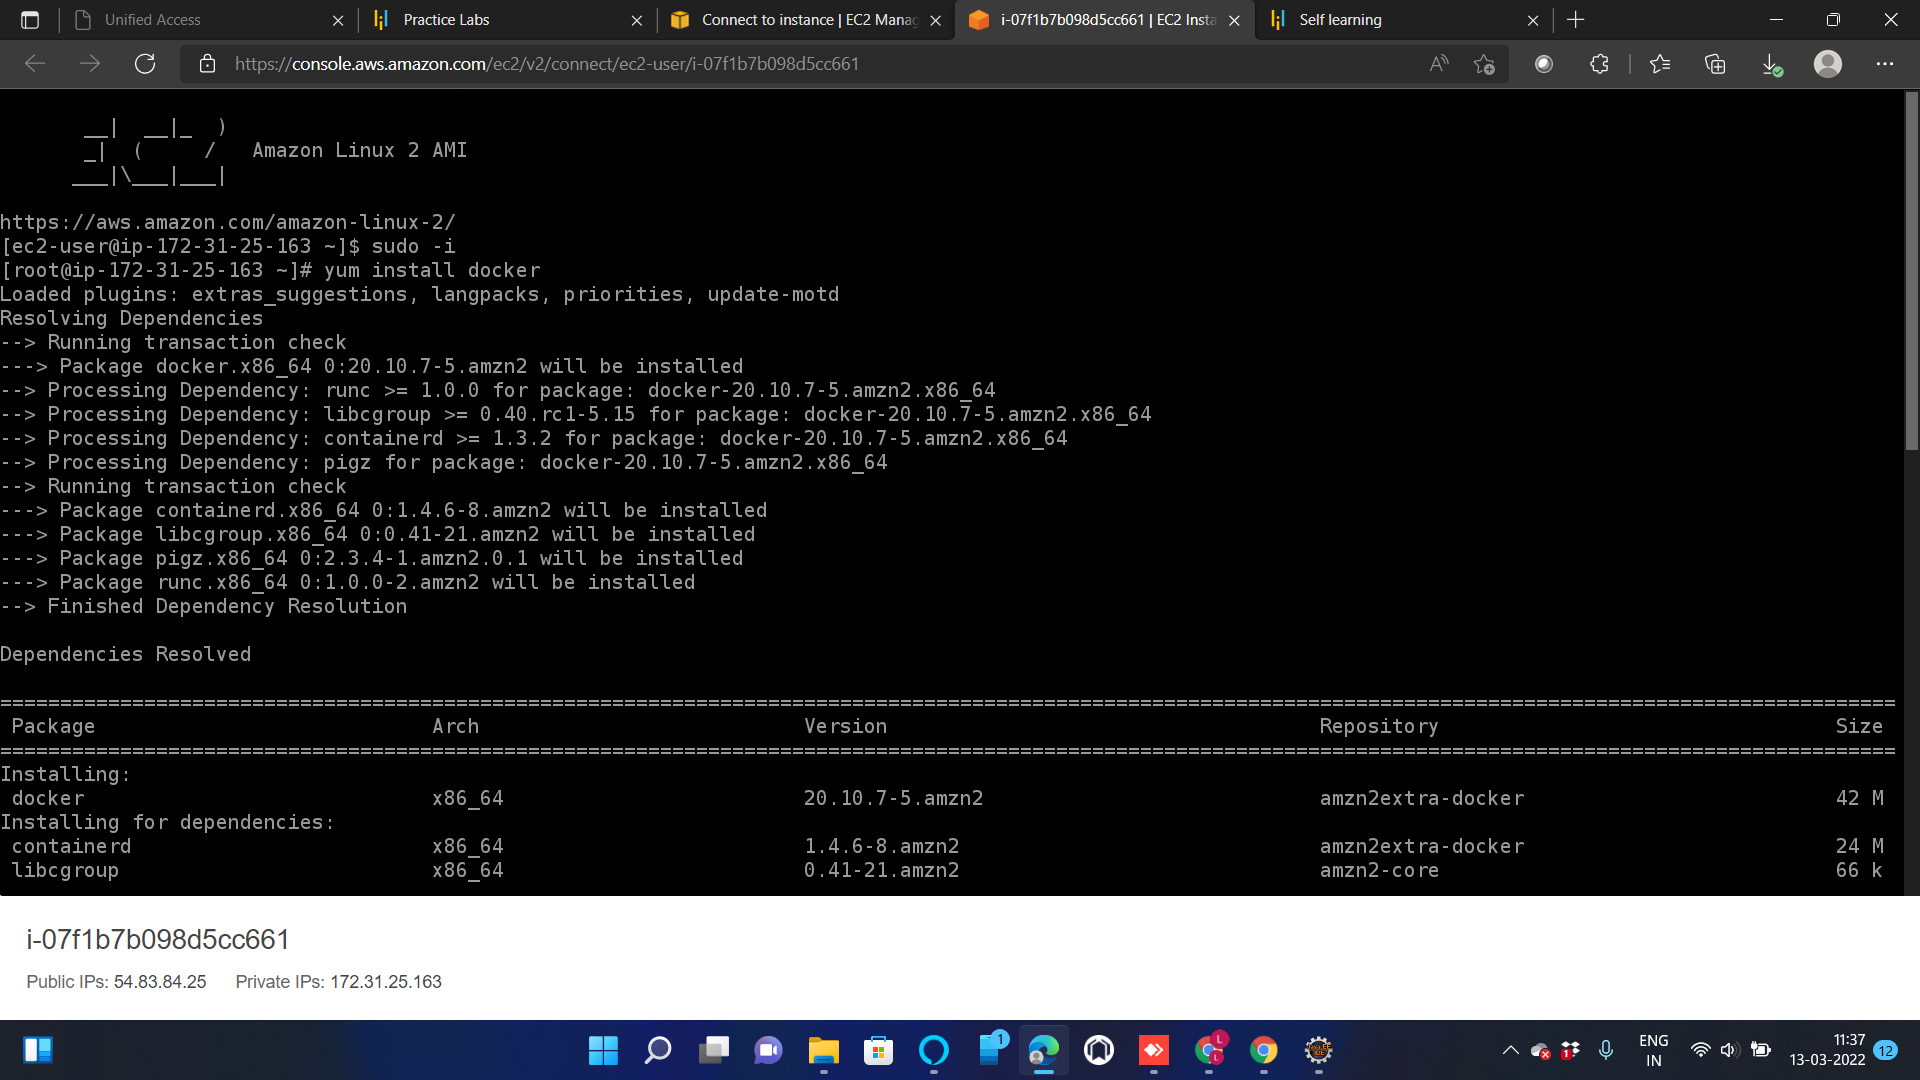 Unified Access
Practice Labs
Connect to instance | EC2 Manag
i-07f1b7b098d5cc661 | EC2 Insta
Self learning
https://console.aws.amazon.com/ec2/v2/connect/ec2-user/i-07f1b7b098d5cc661
       __|  __|_  )
       _|  (     /   Amazon Linux 2 AMI
      ___|\___|___|
https://aws.amazon.com/amazon-linux-2/
[ec2-user@ip-172-31-25-163 ~]$ sudo -i
[root@ip-172-31-25-163 ~]# yum install docker
Loaded plugins: extras_suggestions, langpacks, priorities, update-motd
Resolving Dependencies
--> Running transaction check
---> Package docker.x86_64 0:20.10.7-5.amzn2 will be installed
--> Processing Dependency: runc >= 1.0.0 for package: docker-20.10.7-5.amzn2.x86_64
--> Processing Dependency: libcgroup >= 0.40.rc1-5.15 for package: docker-20.10.7-5.amzn2.x86_64
--> Processing Dependency: containerd >= 1.3.2 for package: docker-20.10.7-5.amzn2.x86_64
--> Processing Dependency: pigz for package: docker-20.10.7-5.amzn2.x86_64
--> Running transaction check
---> Package containerd.x86_64 0:1.4.6-8.amzn2 will be installed
---> Package libcgroup.x86_64 0:0.41-21.amzn2 will be installed
---> Package pigz.x86_64 0:2.3.4-1.amzn2.0.1 will be installed
---> Package runc.x86_64 0:1.0.0-2.amzn2 will be installed
--> Finished Dependency Resolution
Dependencies Resolved
Package Arch Version Repository Size
Installing:
docker x86_64 20.10.7-5.amzn2 amzn2extra-docker 42 M
Installing for dependencies:
containerd x86_64 1.4.6-8.amzn2 amzn2extra-docker 24 M
libcgroup x86_64 0.41-21.amzn2 amzn2-core 66 k
i-07f1b7b098d5cc661
Public IPs: 54.83.84.25 Private IPs: 172.31.25.163
1
L
L
1
ENG
IN
11:37
13-03-2022
12